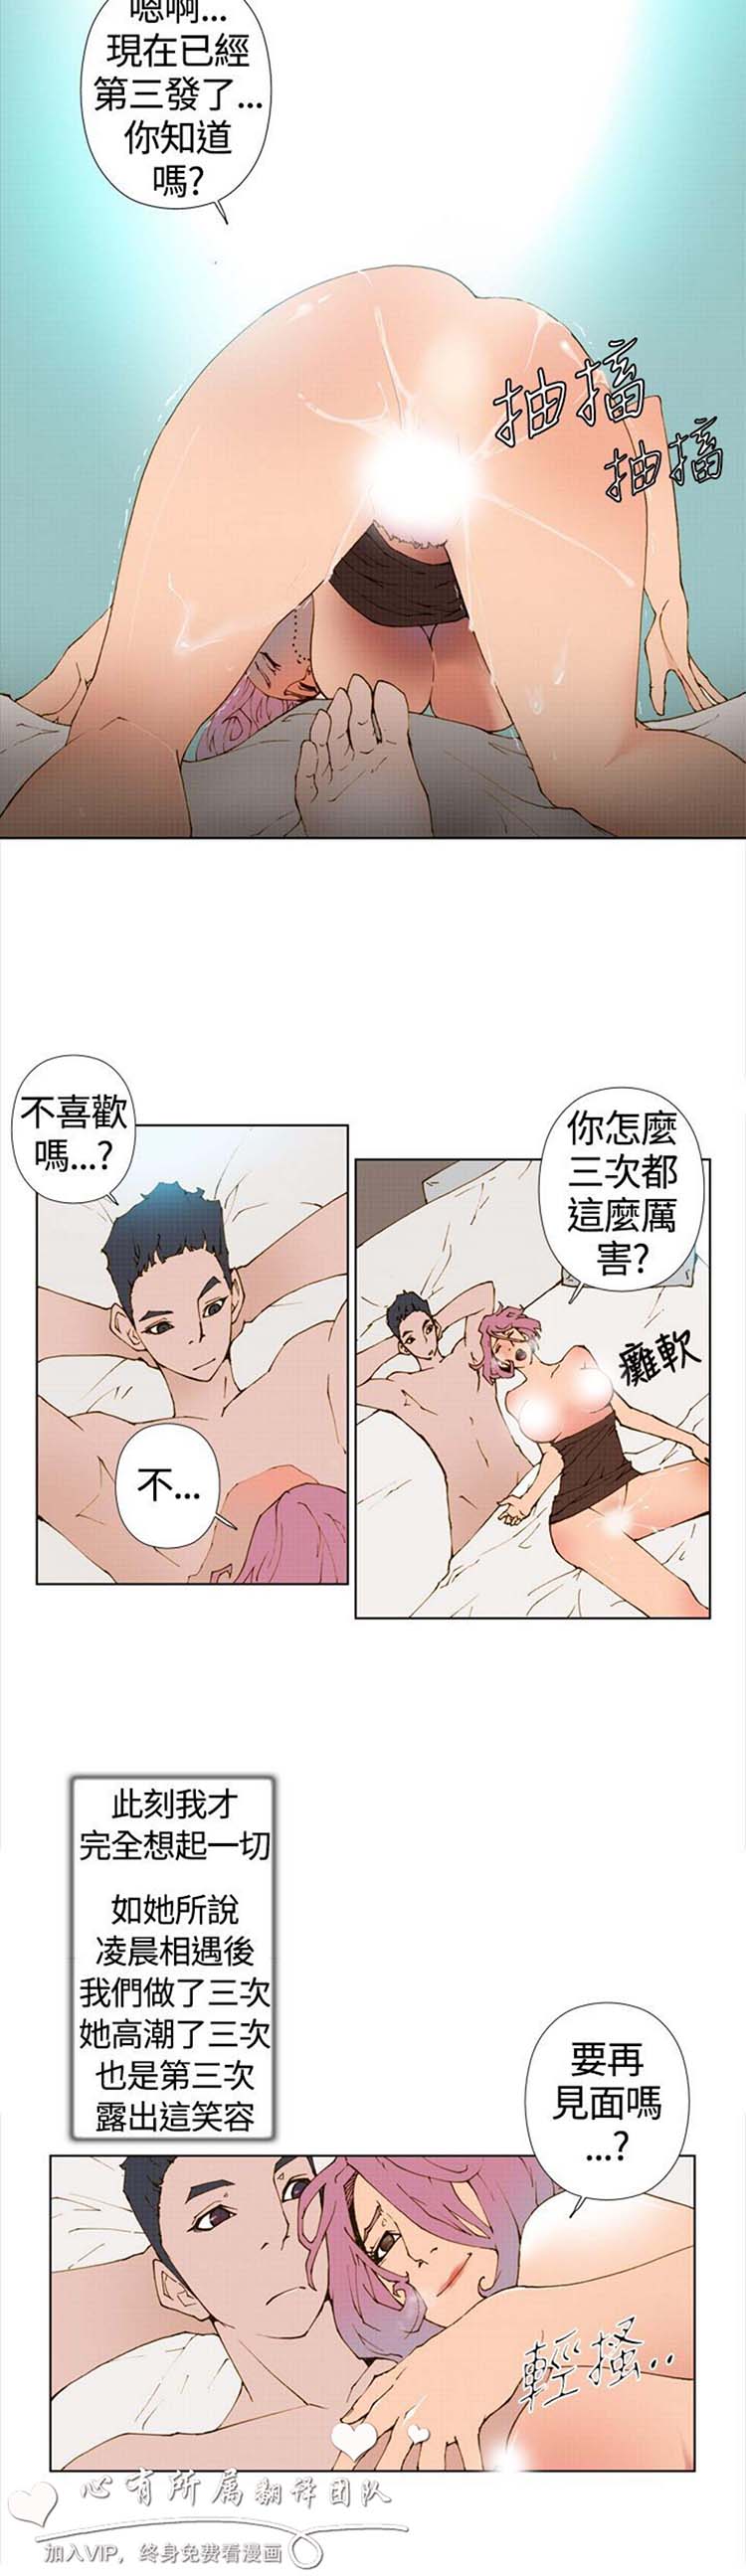 嗯啊...
現在已經
第三發了...
你知道
嗎?
抽搐
抽搐
不喜歡
嗎...?
不...
你怎麼
三次都
這麼厲
害?
癱軟
此刻我才
完全想起一切
如她所說
凌晨相遇後
我們做了三次
她高潮了三次
也是第三次
露出這笑容
要再
見面嗎
...?
輕搔..
心有所属翻译团队
加入VIP，终身免费看漫画